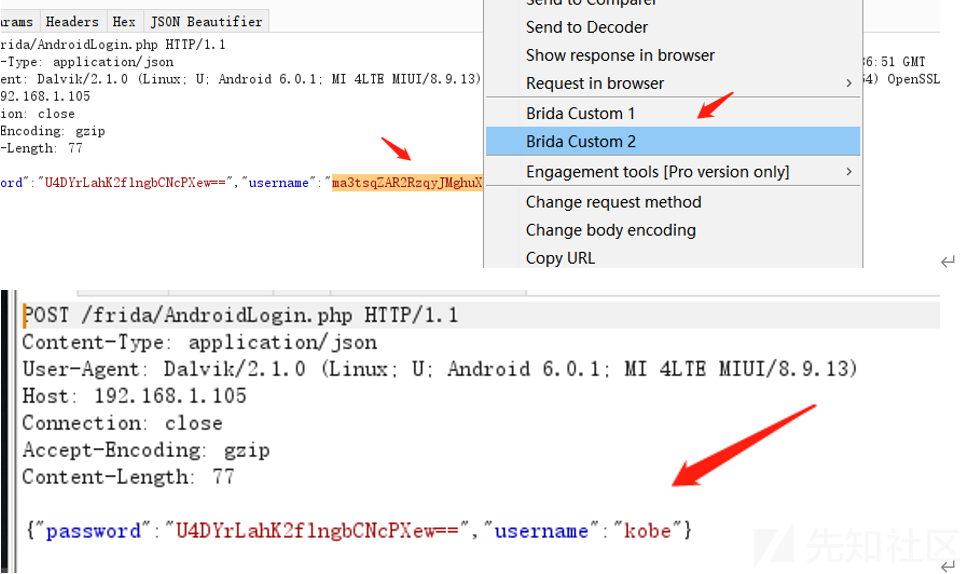 Send to Comparer
arams Headers Hex JSON Beautifier
Send to Decoder
rida/AndroidLogin.php HTTP/1.1
Show response in browser
-Type: application/json
36:51 GMT
ent: Dalvik/2.1.0 (Linux; U; Android 6.0.1; MI 4LTE MIUI/8.9.13)
Request in browser
4) OpenSSL
92.168.1.105
ion: close
Brida Custom 1
Encoding: gzip
-Length: 77
Brida Custom 2
Engagement tools [Pro version only]
ord":"U4DYrLahK2flngbCNcPXew==","username":"ma3tsqZAR2RzqyJMghuX
Change request method
Change body encoding
Copy URL
POST /frida/AndroidLogin.php HTTP/1.1
Content-Type: application/json
User-Agent: Dalvik/2.1.0 (Linux; U; Android 6.0.1; MI 4LTE MIUI/8.9.13)
Host: 192.168.1.105
Connection: close
Accept-Encoding: gzip
Content-Length: 77
{"password":"U4DYrLahK2flngbCNcPXew==","username":"kobe"}
先知社区